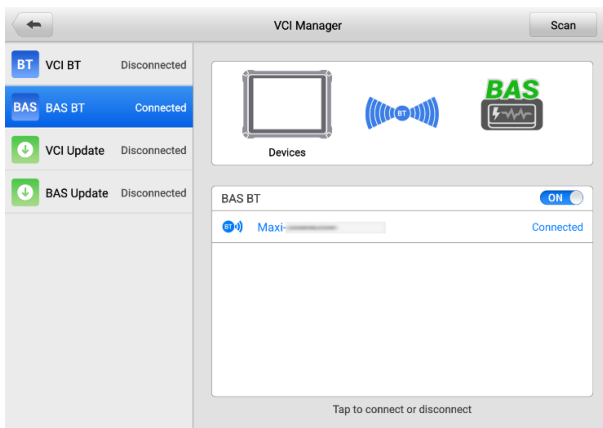 VCI Manager
Scan
BT VCI BT Disconnected
BAS BAS BT Connected
VCI Update Disconnected
BAS Update Disconnected
BAS
BT
Devices
BAS BT ON
BT Maxi- Connected
Tap to connect or disconnect